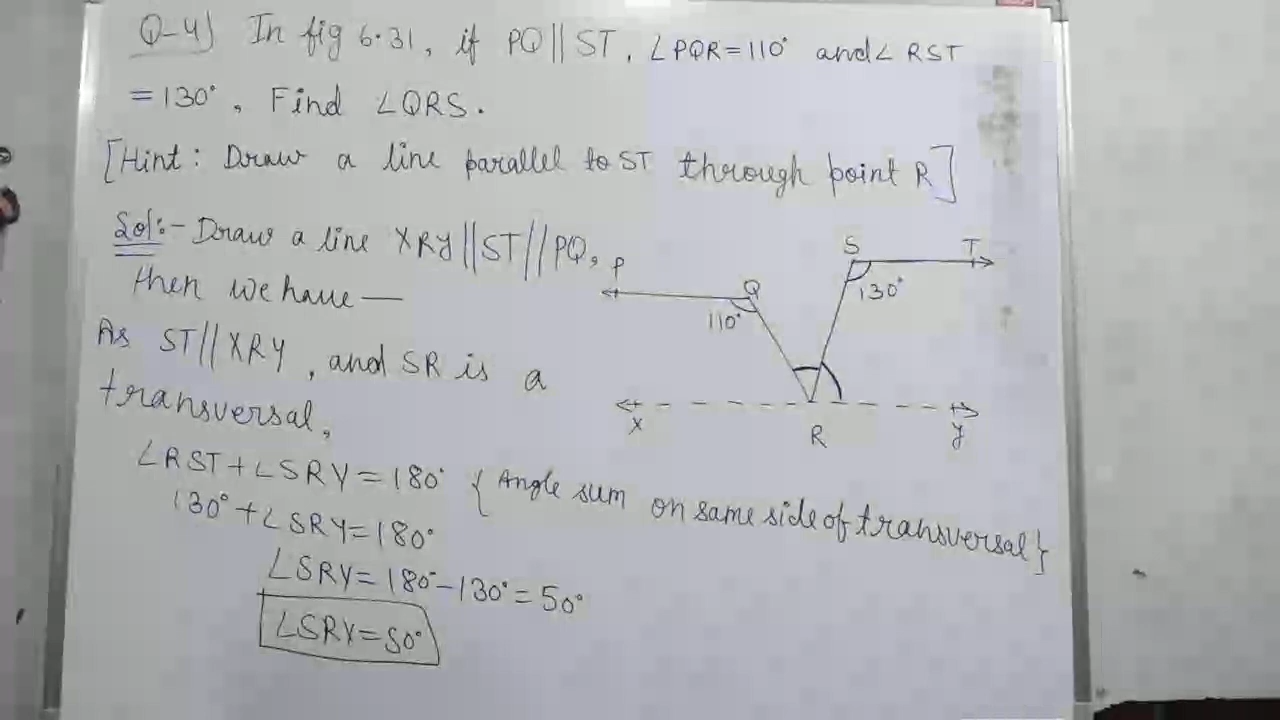 Q-4) In fig 6.31, if PQ || ST, ∠PQR=110° and ∠RST
=130°, Find ∠QRS.
[Hint: Draw a line parallel to ST through point R]
Sol:- Draw a line XRY || ST // PQ,
then we have —
As ST // XRY, and SR is a
transversal,
∠RST+∠SRY=180° {Angle sum on same side of transversal}
130°+∠SRY=180°
∠SRY=180°-130°=50°
∠SRY=50°
P
Q
110°
S
T
130°
X
R
Y